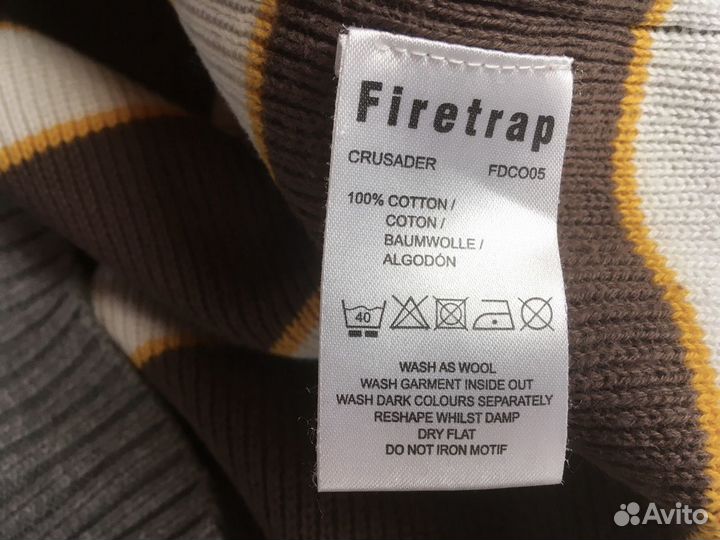 Firetrap
CRUSADER FDCO05
100% COTTON /
COTON /
BAUMWOLLE /
ALGODÓN
40
WASH AS WOOL
WASH GARMENT INSIDE OUT
WASH DARK COLOURS SEPARATELY
RESHAPE WHILST DAMP
DRY FLAT
DO NOT IRON MOTIF
Avito